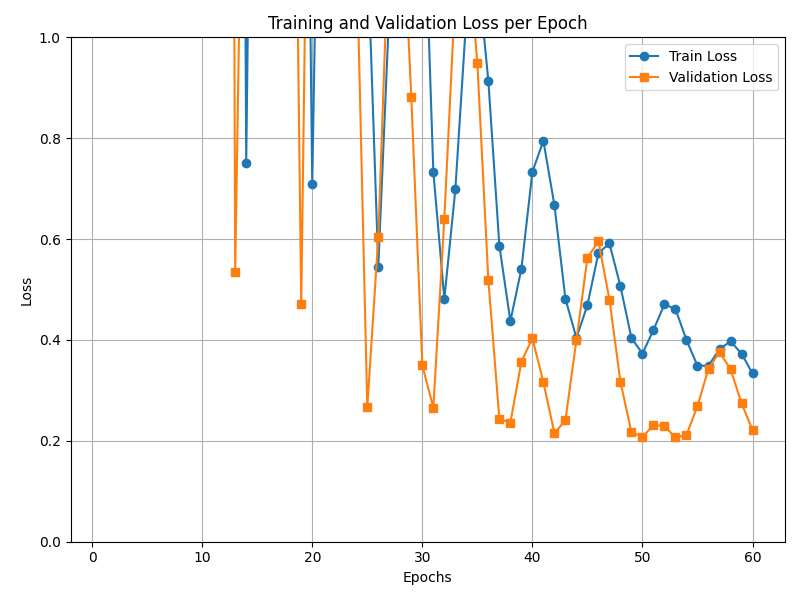 Training and Validation Loss per Epoch
1.0
0.8
0.6
0.4
0.2
0.0
Loss
Train Loss
Validation Loss
0
10
20
30
40
50
60
Epochs